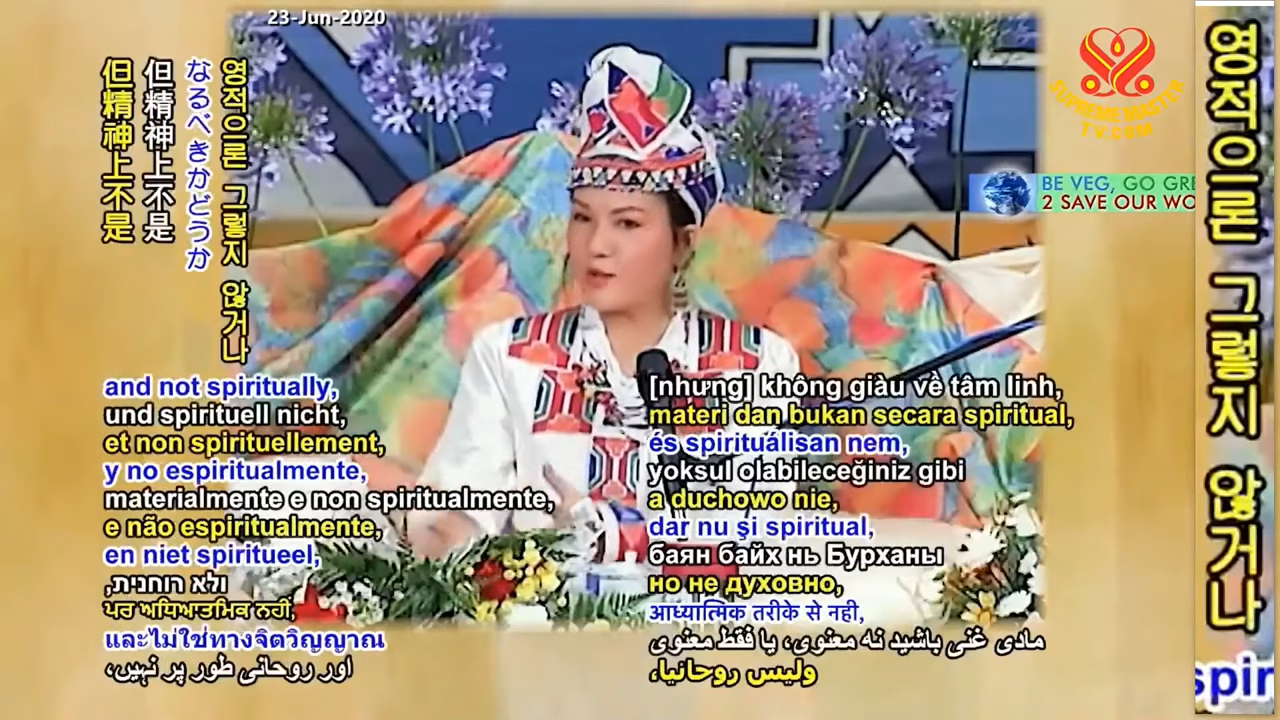 23-Jun-2020
SUPREME MASTER
TV.COM
BE VEG, GO GRE
2 SAVE OUR WO
영적으로 그렇지 않거나
なるべきかどうか
但精神上不是
但精神上不是
and not spiritually,
und spirituell nicht,
et non spirituellement,
y no espiritualmente,
materialmente e non spiritualmente,
e não espiritualmente,
en niet spiritueel,
ולא רוחנית,
ਪਰ ਅਧਿਆਤਮਿਕ ਨਹੀਂ,
และไม่ใช่ทางจิตวิญญาณ
اور روحانی طور پر نہیں،
[nhưng] không giàu về tâm linh,
materi dan bukan secara spiritual,
és spirituálisan nem,
yoksul olabileceğiniz gibi
a duchowo nie,
dar nu şi spiritual,
баян байх нь Бурханы
но не духовно,
आध्यात्मिक तरीके से नही,
مادی غنی باشید نه معنوی، یا فقط معنوی
وليس روحانيا،
영적으로 그렇지 않거나
spir